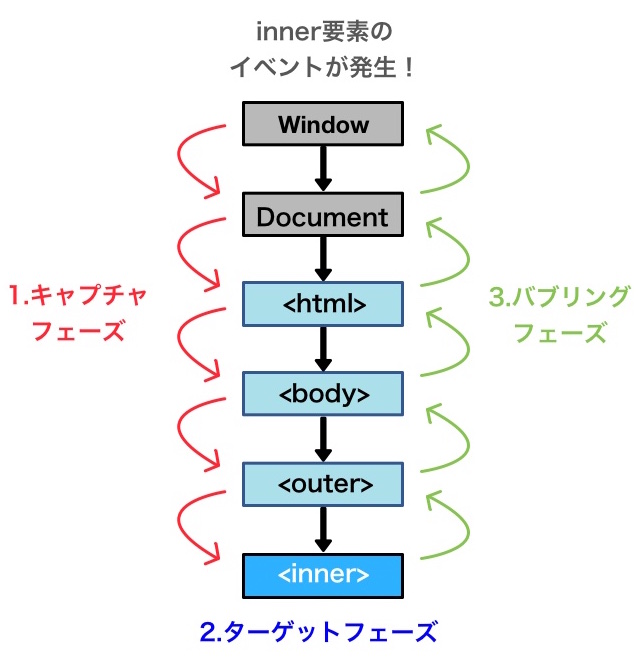 inner要素の
イベントが発生！
Window
Document
1.キャプチャ
フェーズ
<html>
3.バブリング
フェーズ
<body>
<outer>
<inner>
2.ターゲットフェーズ